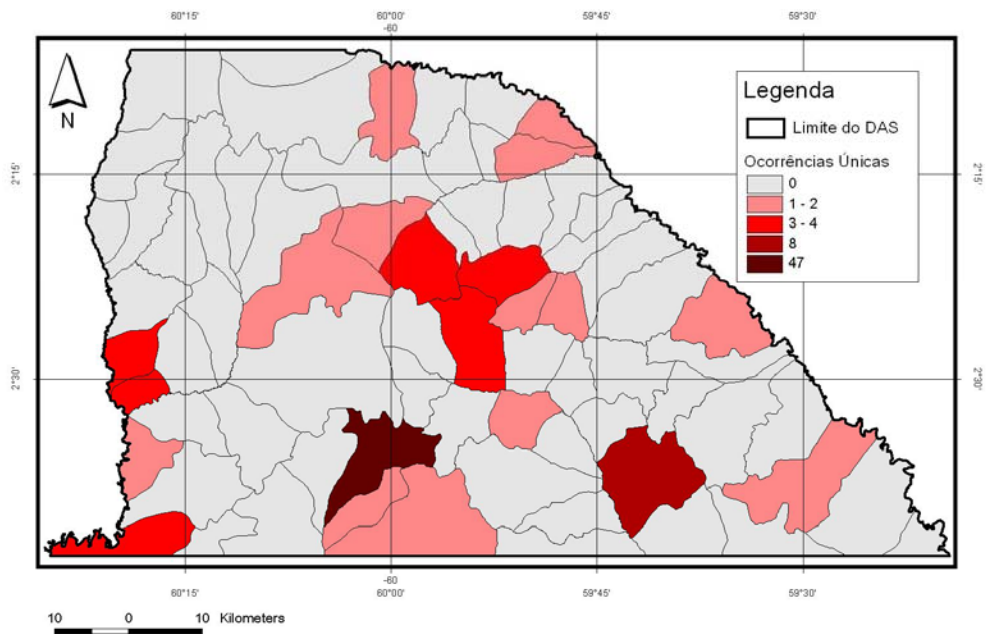 60°15' 60°00' 59°45' 59°30'
-60
N
Legenda
Limite do DAS
Ocorrências Únicas
0
1 - 2
3 - 4
8
47
2°15' 2°15'
2°30' 2°30'
-60
60°15' 60°00' 59°45' 59°30'
10 0 10 Kilometers